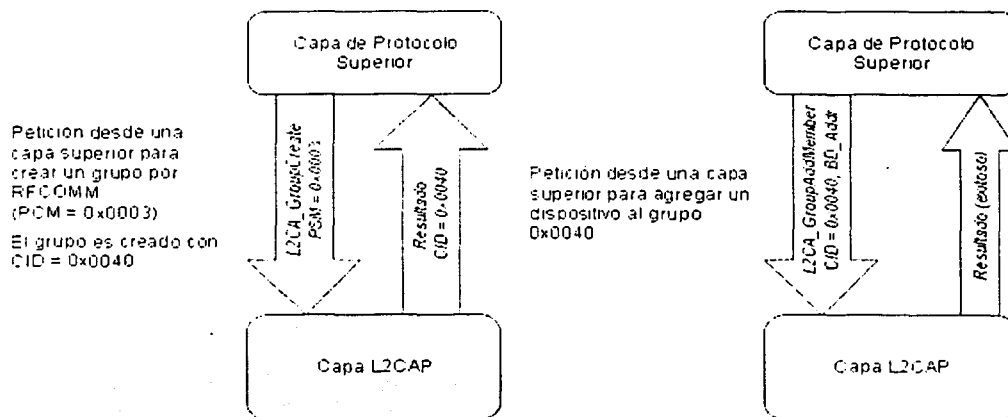 Capa de Protocolo
Superior
Petición desde una
capa superior para
crear un grupo por
RFCOMM
(PCM = 0x0003)
El grupo es creado con
CID = 0x0040
L2CA_GroupCreate
PSM = 0x0003
Resultado
CID = 0x0040
Capa L2CAP
Capa de Protocolo
Superior
Petición desde una capa
superior para agregar un
dispositivo al grupo
0x0040
L2CA_GroupAddMember
CID = 0x0040, BD_Addr
Resultado (exitoso)
Capa L2CAP